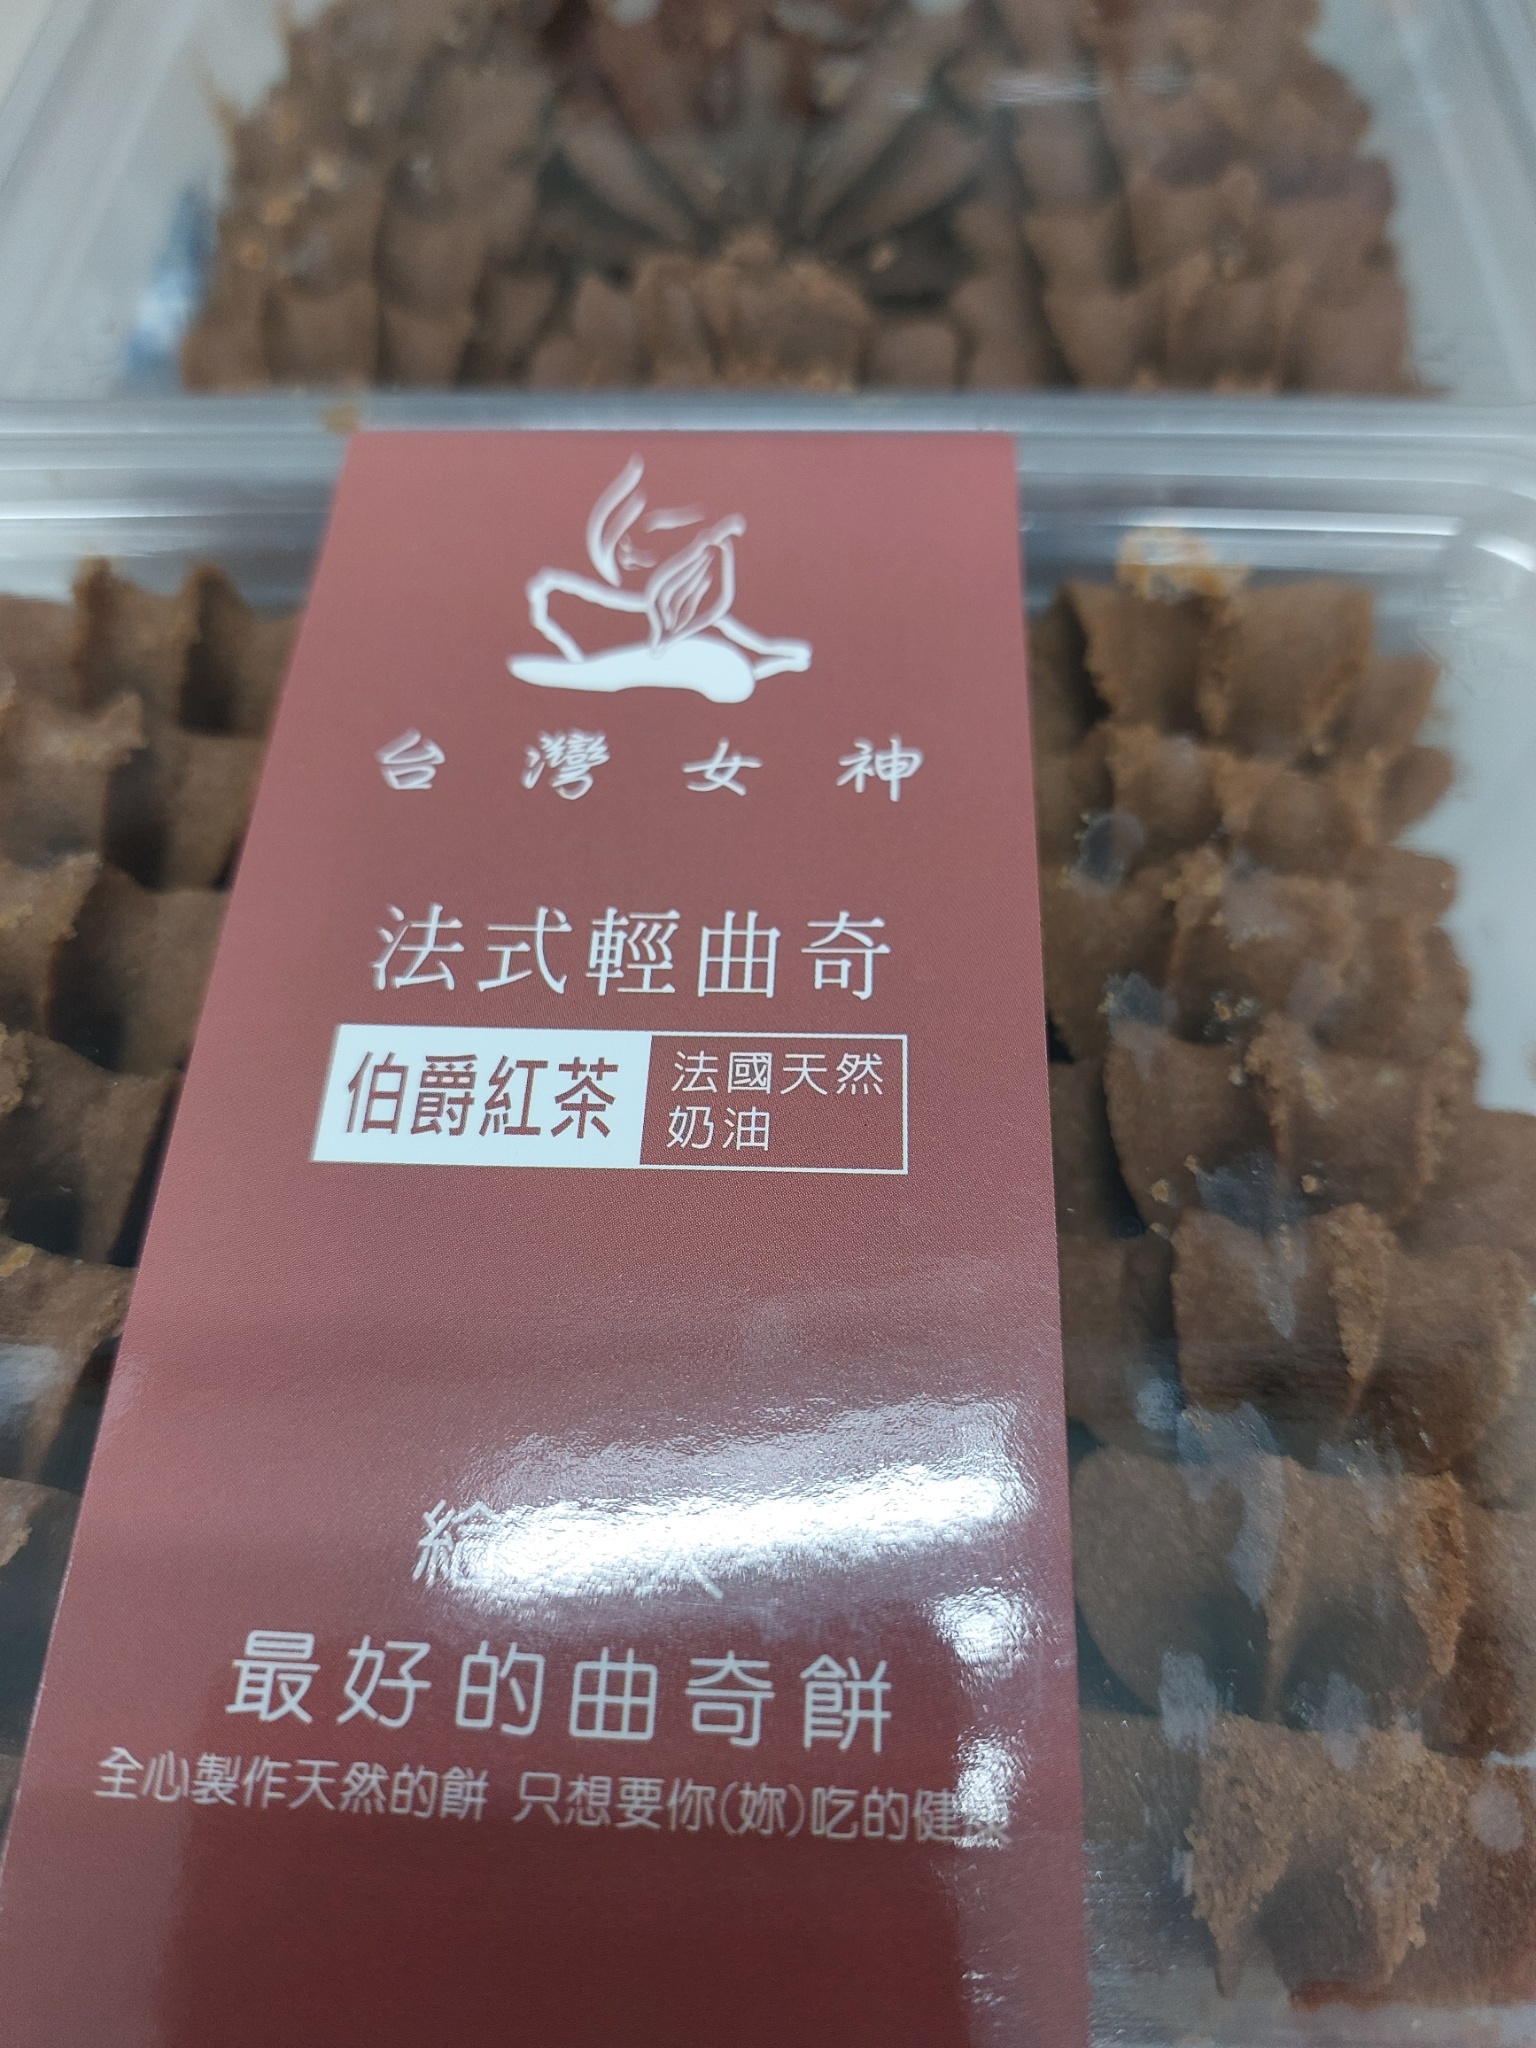 台灣女神
法式輕曲奇
伯爵紅茶
法國天然
奶油
給
最好的曲奇餅
全心製作天然的餅 只想要你(妳)吃的健康